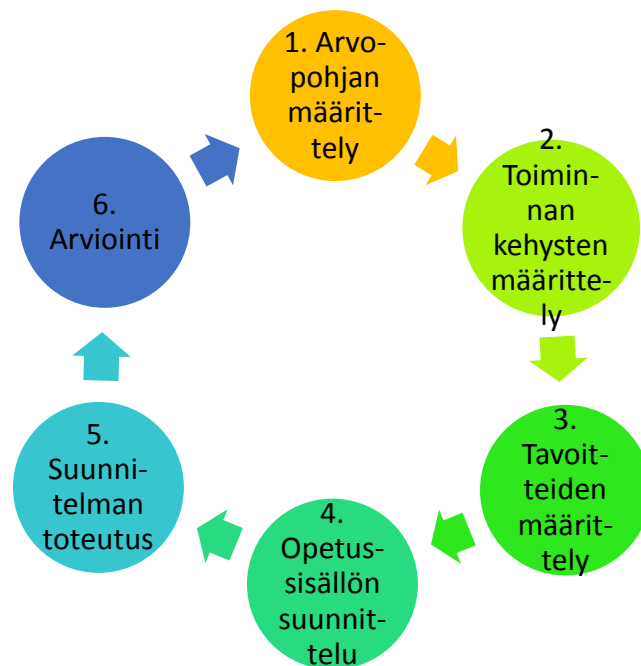 1. Arvo-
pohjan
määrit-
tely
2.
Toimin-
nan
kehysten
määritte-
ly
3.
Tavoit-
teiden
määrit-
tely
4.
Opetus-
sisällön
suunnit-
telu
5.
Suunni-
telman
toteutus
6.
Arviointi